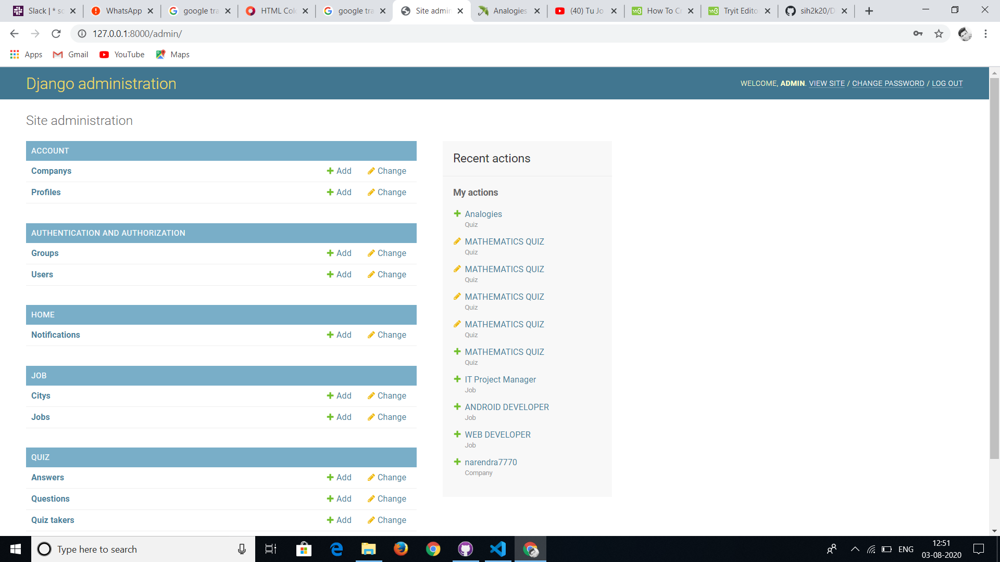 Slack | * sc
WhatsApp
google tra
HTML Col
google tra
Site admin
Analogies
(40) Tu Jo
How To Cr
Tryit Edito
sih2k20/D
127.0.0.1:8000/admin/
Apps
Gmail
YouTube
Maps
Django administration
WELCOME, ADMIN. VIEW SITE / CHANGE PASSWORD / LOG OUT
Site administration
ACCOUNT
Companys Add Change
Profiles Add Change
AUTHENTICATION AND AUTHORIZATION
Groups Add Change
Users Add Change
HOME
Notifications Add Change
JOB
Citys Add Change
Jobs Add Change
QUIZ
Answers Add Change
Questions Add Change
Quiz takers Add Change
Recent actions
My actions
Analogies
Quiz
MATHEMATICS QUIZ
Quiz
MATHEMATICS QUIZ
Quiz
MATHEMATICS QUIZ
Quiz
MATHEMATICS QUIZ
Quiz
MATHEMATICS QUIZ
Quiz
IT Project Manager
Job
ANDROID DEVELOPER
Job
WEB DEVELOPER
Job
narendra7770
Company
Type here to search
ENG
12:51
03-08-2020